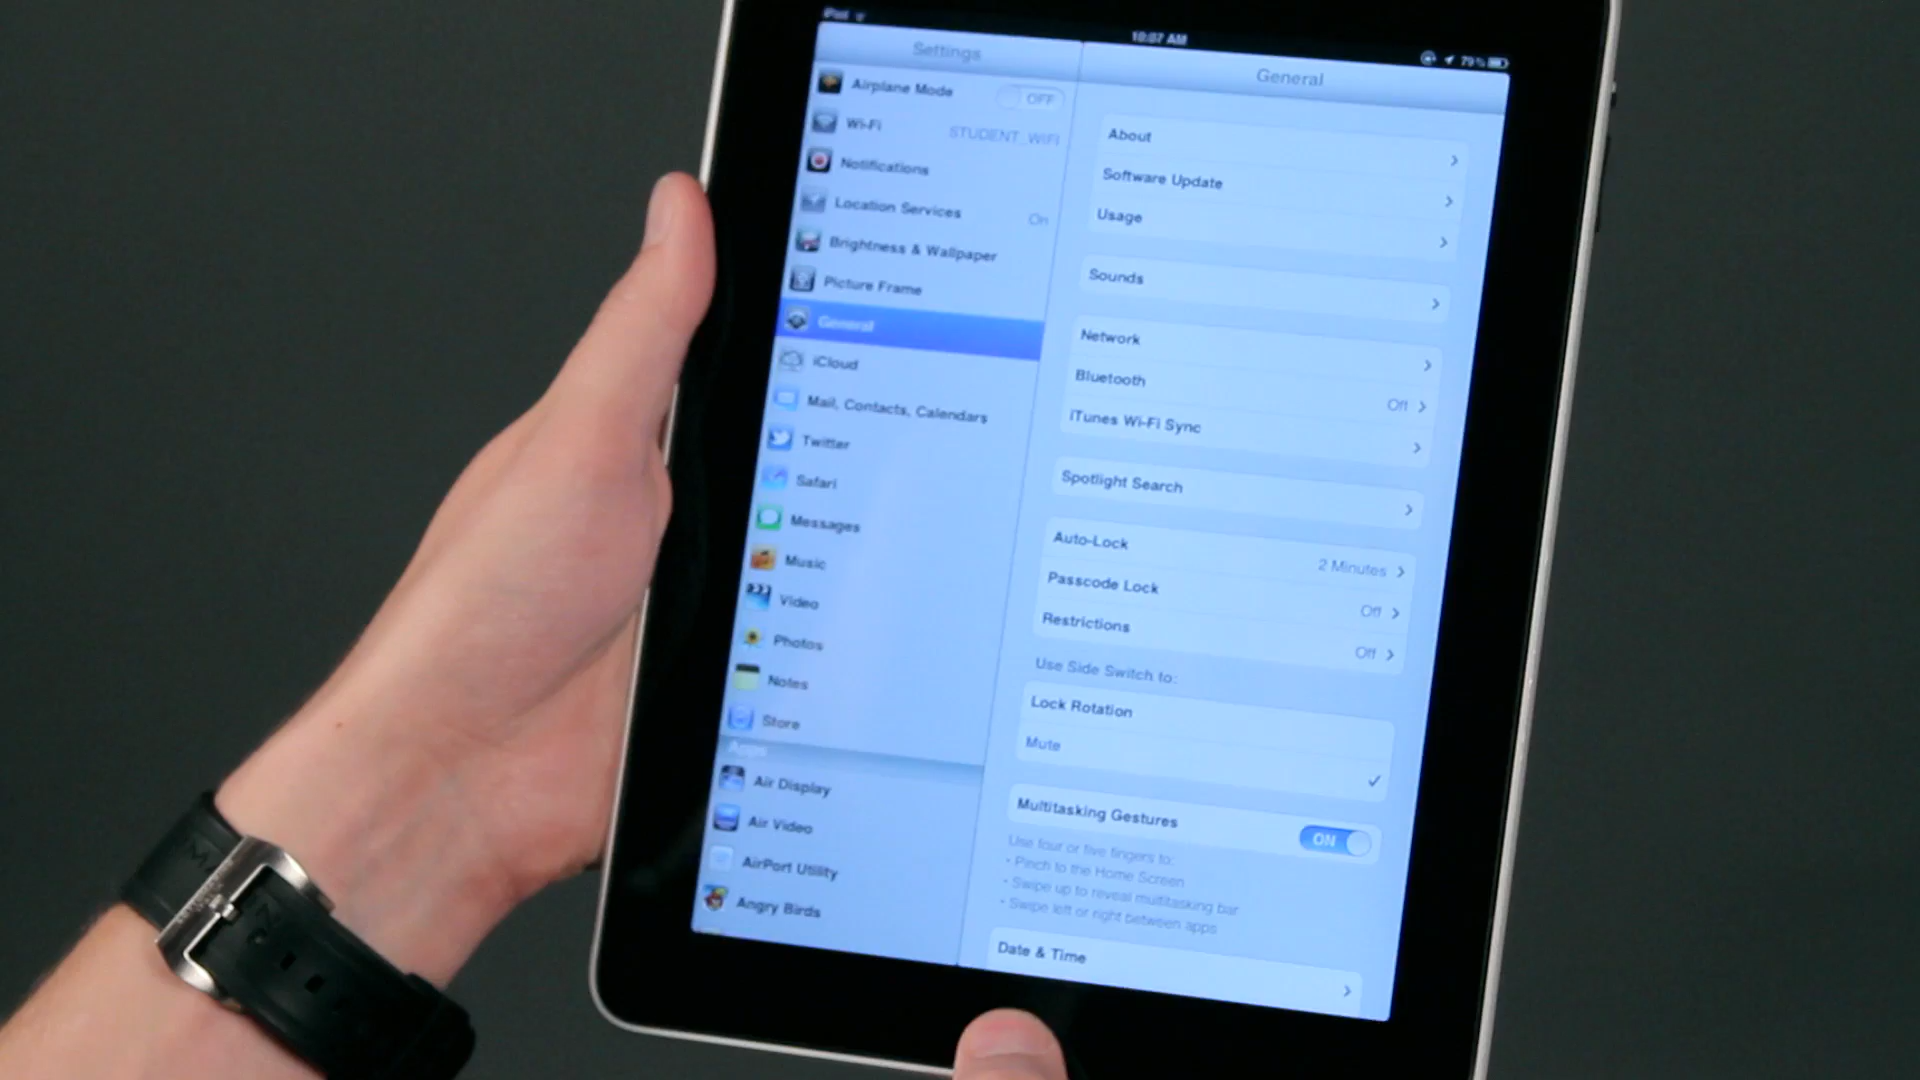 iPad
10:07 AM
79%
Settings
General
Airplane Mode
OFF
Wi-Fi
STUDENT_WIFI
Notifications
Location Services
On
Brightness & Wallpaper
Picture Frame
General
iCloud
Mail, Contacts, Calendars
Twitter
Safari
Messages
Music
Video
Photos
Notes
Store
Apps
Air Display
Air Video
AirPort Utility
Angry Birds
About
Software Update
Usage
Sounds
Network
Bluetooth
Off
iTunes Wi-Fi Sync
Spotlight Search
Auto-Lock
2 Minutes
Passcode Lock
Off
Restrictions
Off
Use Side Switch to:
Lock Rotation
Mute
Multitasking Gestures
ON
Use four or five fingers to:
• Pinch to the Home Screen
• Swipe up to reveal multitasking bar
• Swipe left or right between apps
Date & Time